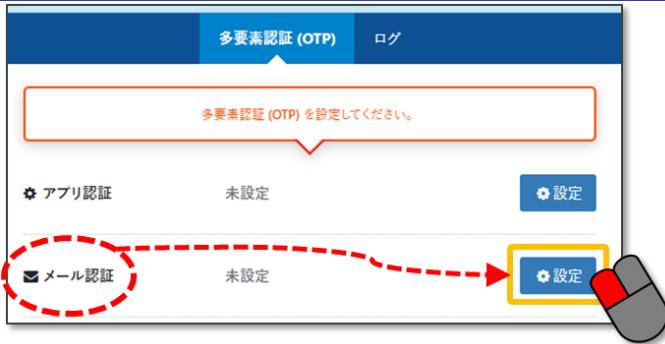 多要素認証 (OTP) ログ
多要素認証 (OTP) を設定してください。
アプリ認証 未設定 設定
メール認証 未設定 設定